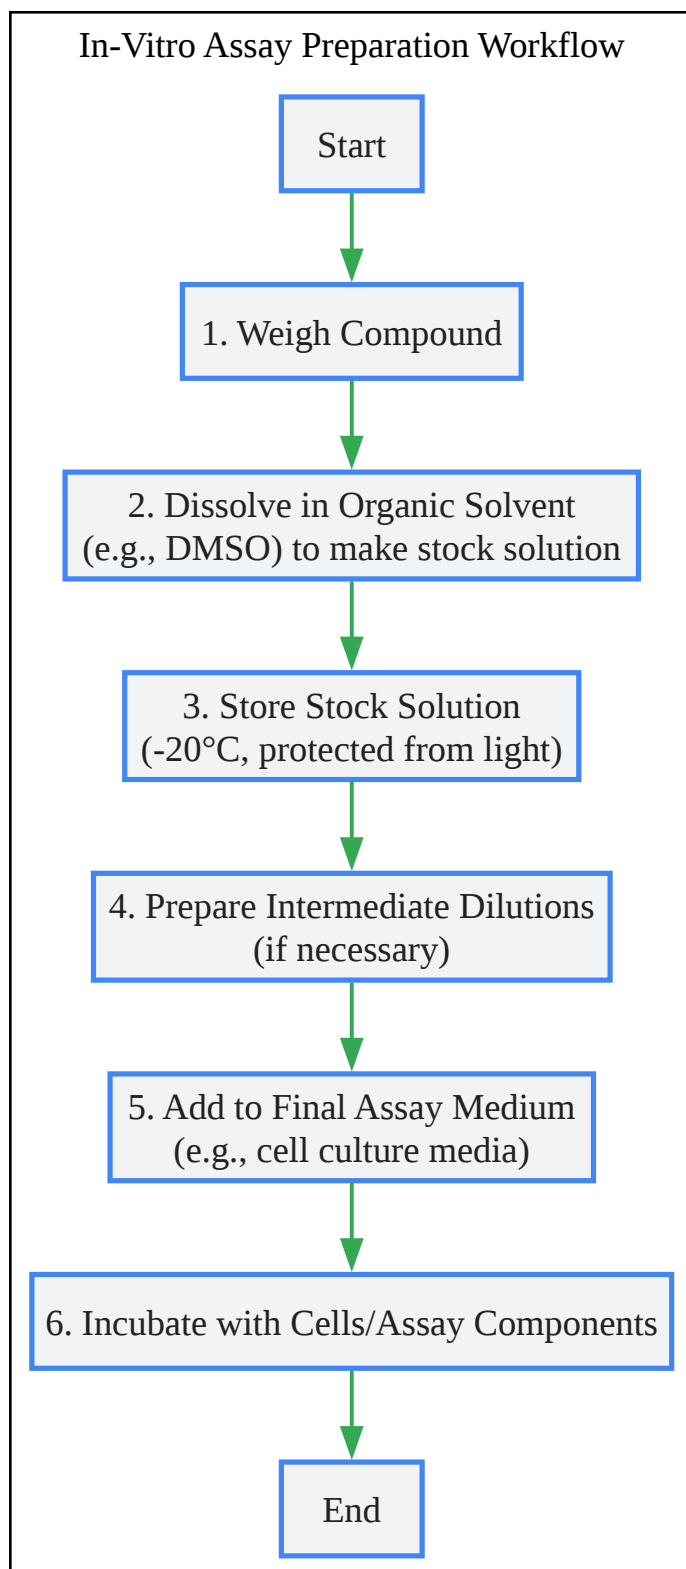 In-Vitro Assay Preparation Workflow
Start
1. Weigh Compound
2. Dissolve in Organic Solvent
(e.g., DMSO) to make stock solution
3. Store Stock Solution
(-20°C, protected from light)
4. Prepare Intermediate Dilutions
(if necessary)
5. Add to Final Assay Medium
(e.g., cell culture media)
6. Incubate with Cells/Assay Components
End